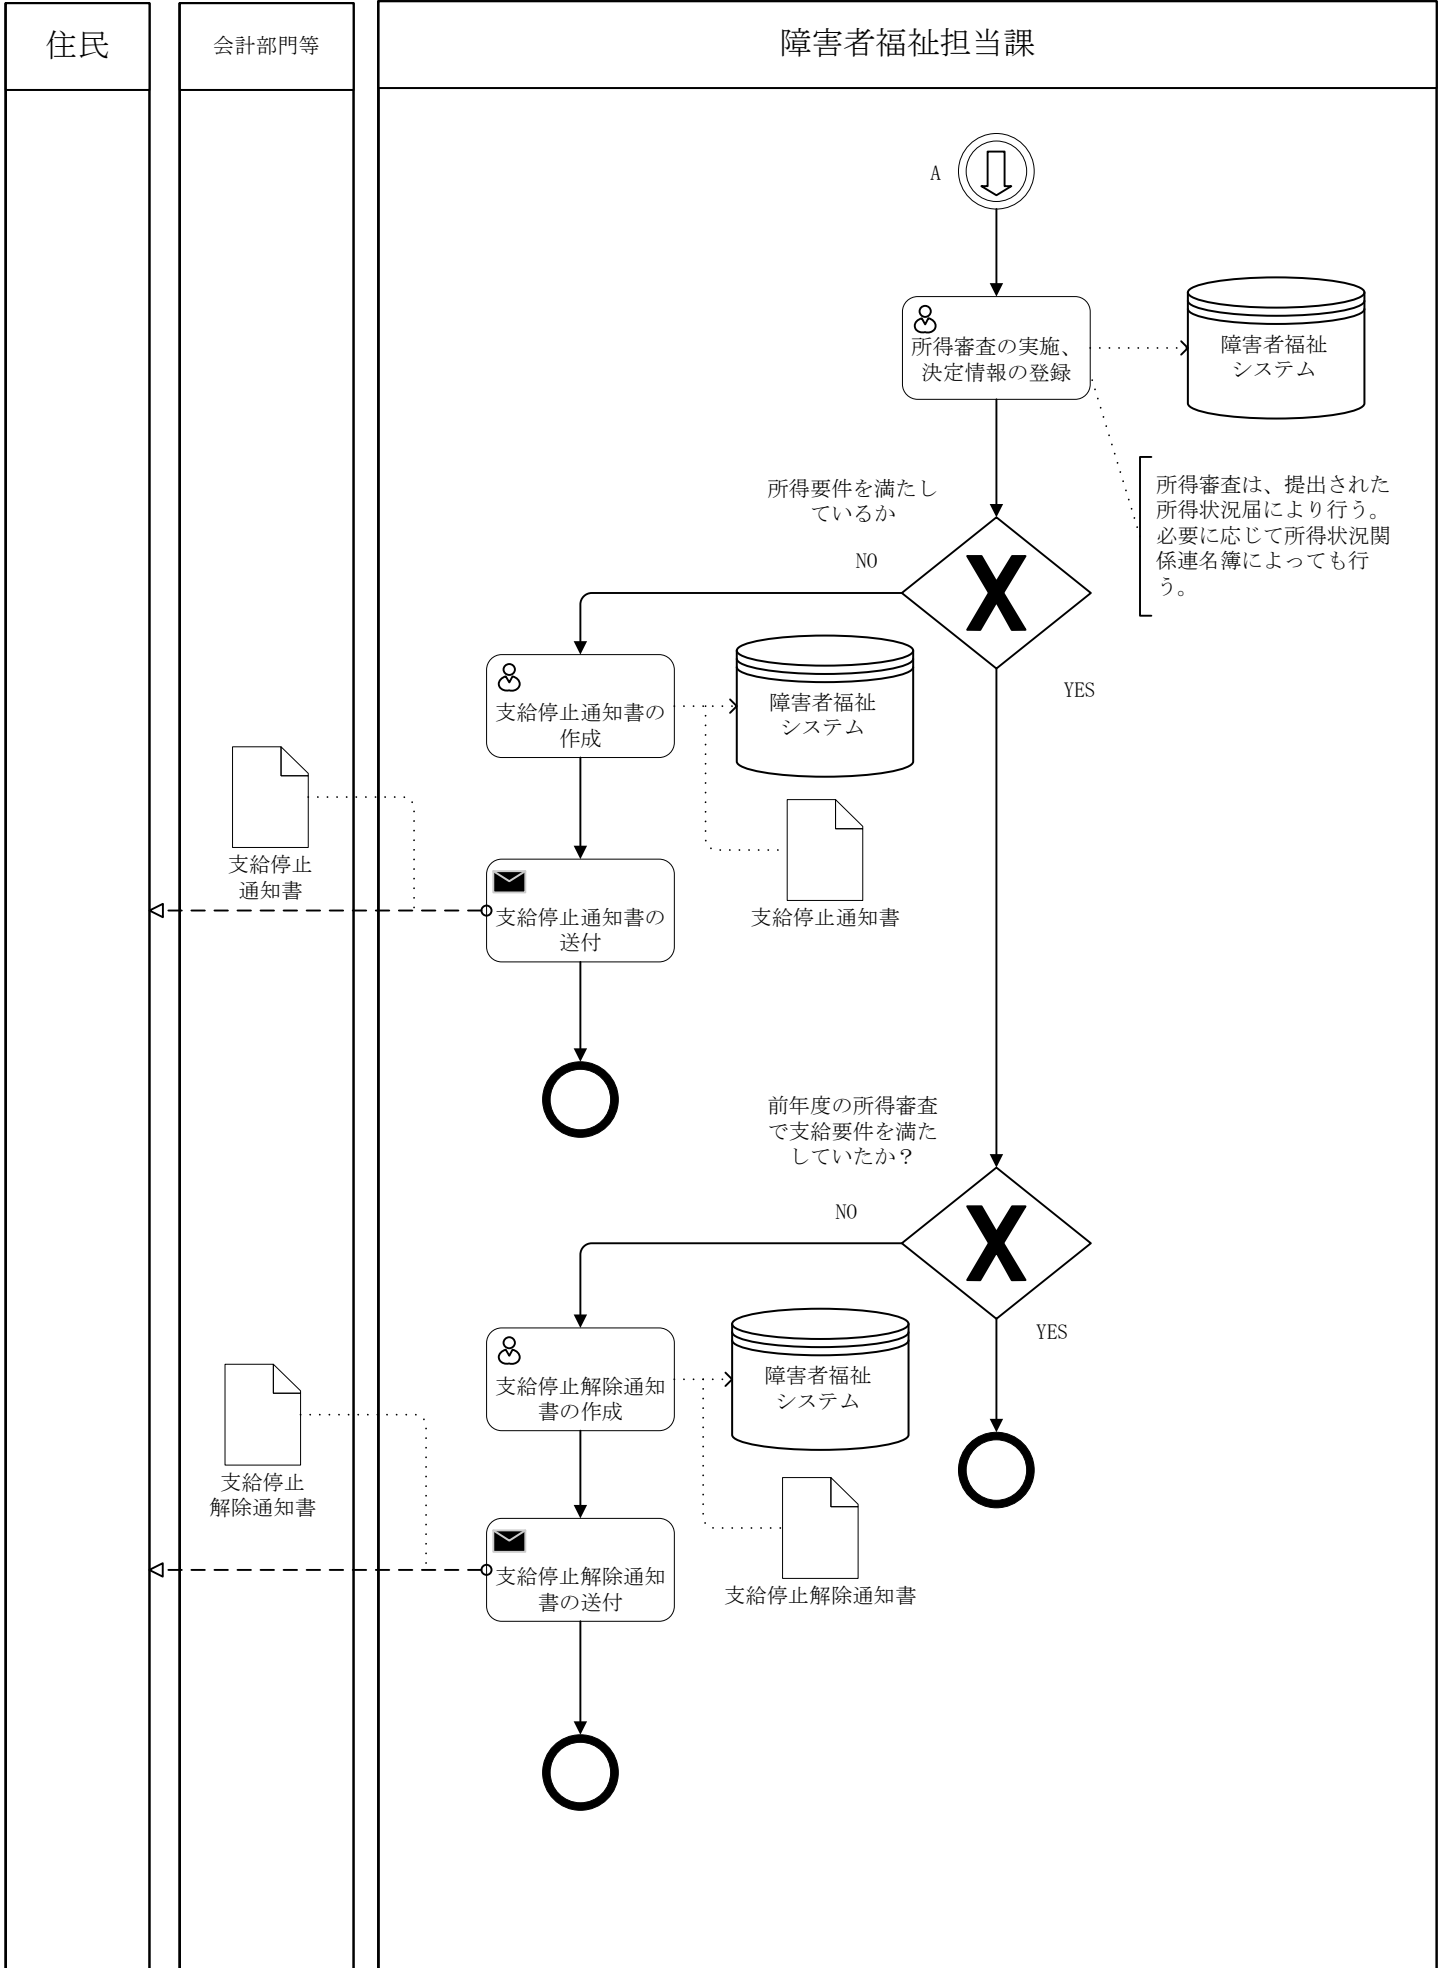 住民
会計部門等
障害者福祉担当課
A
所得審査の実施、
決定情報の登録
障害者福祉
システム
所得審査は、提出された
所得状況届により行う。
必要に応じて所得状況関
係連名簿によっても行
う。
所得要件を満たし
ているか
NO
YES
支給停止通知書の
作成
障害者福祉
システム
支給停止通知書
支給停止
通知書
支給停止通知書の
送付
前年度の所得審査
で支給要件を満た
していたか？
NO
YES
支給停止解除通知
書の作成
障害者福祉
システム
支給停止解除通知書
支給停止
解除通知書
支給停止解除通知
書の送付